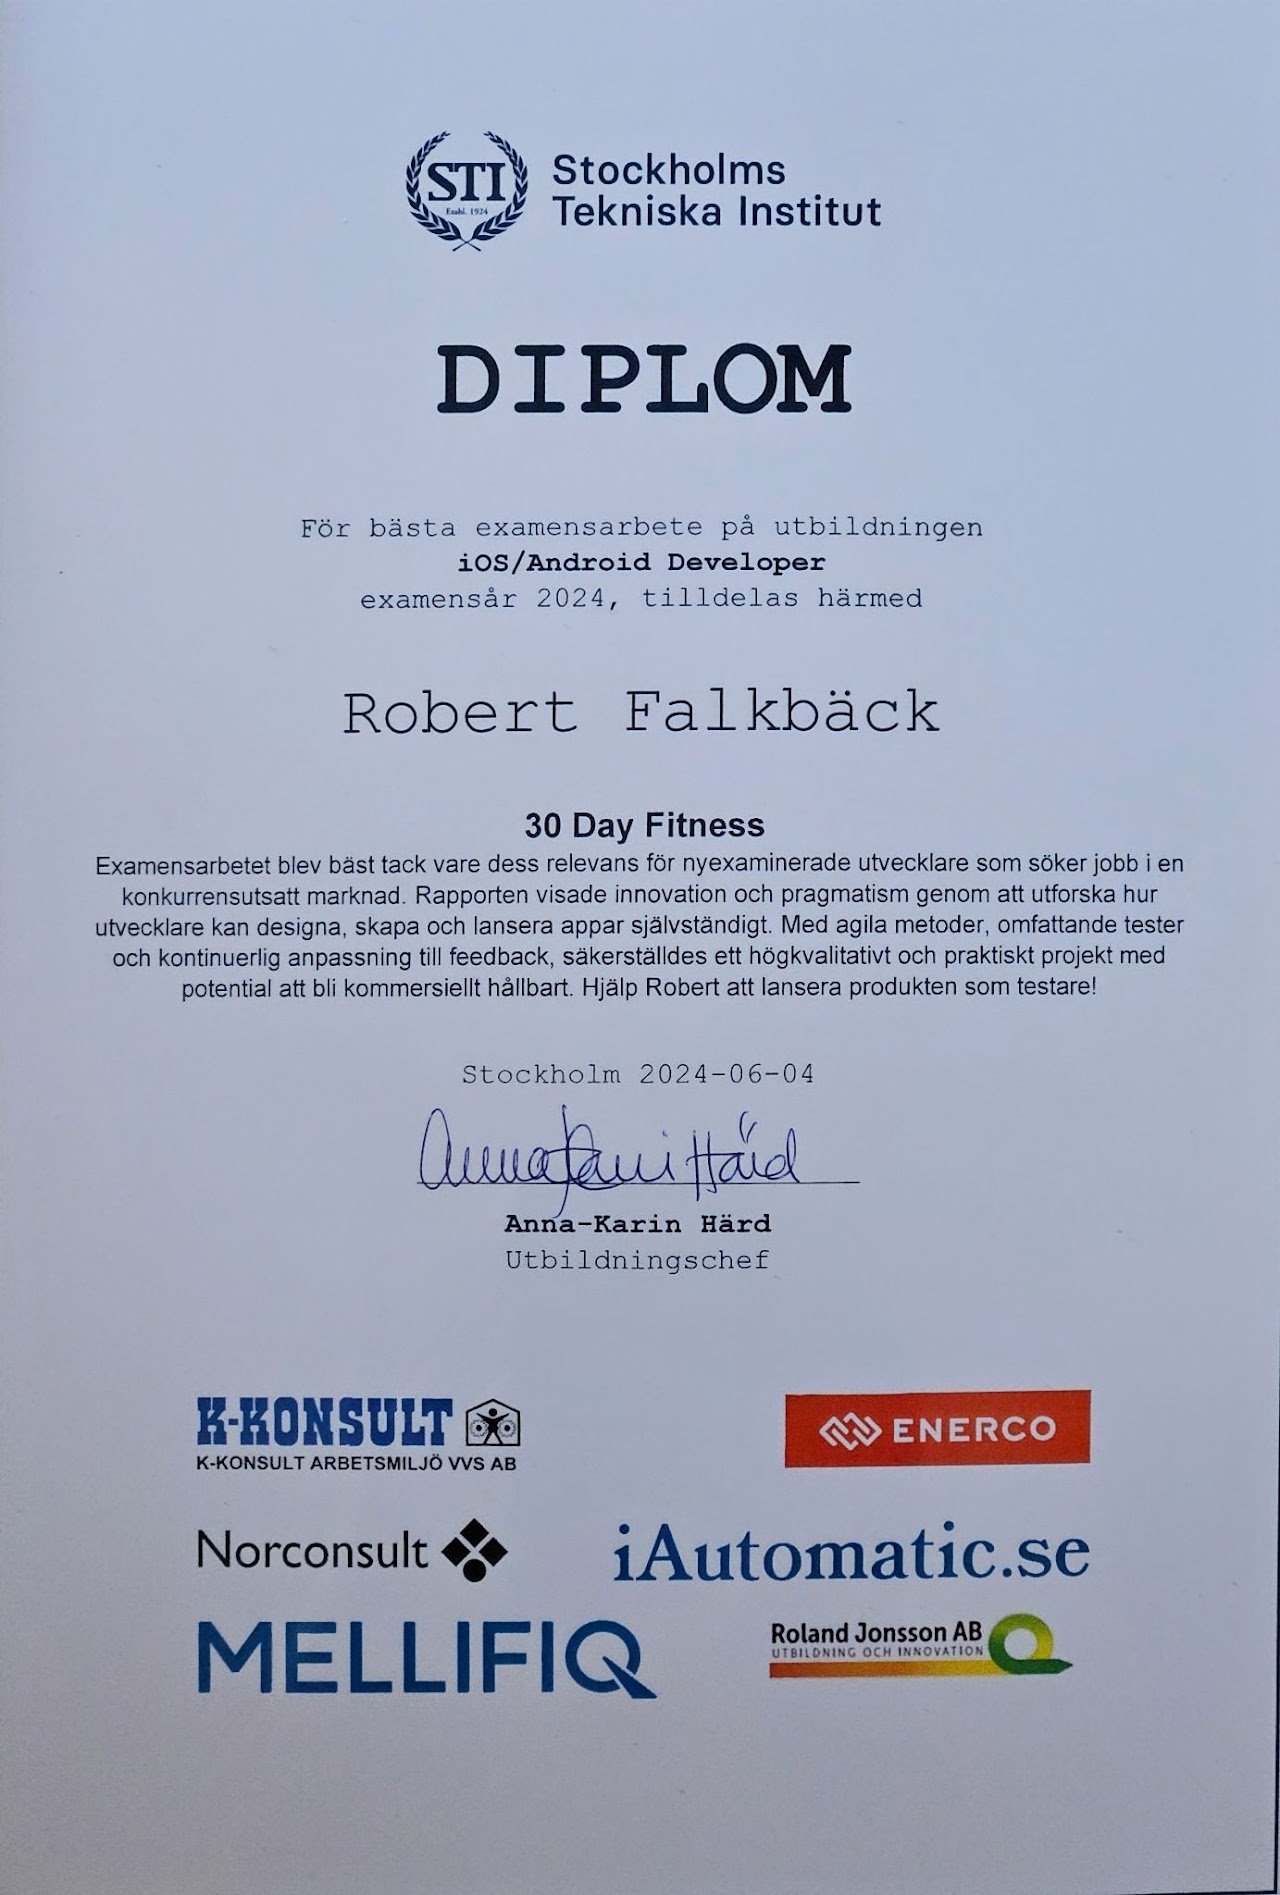 STI
Etabl. 1924
Stockholms
Tekniska Institut
DIPLOM
För bästa examensarbete på utbildningen
iOS/Android Developer
examensår 2024, tilldelas härmed
Robert Falkbäck
30 Day Fitness
Examensarbetet blev bäst tack vare dess relevans för nyexaminerade utvecklare som söker jobb i en
konkurrensutsatt marknad. Rapporten visade innovation och pragmatism genom att utforska hur
utvecklare kan designa, skapa och lansera appar självständigt. Med agila metoder, omfattande tester
och kontinuerlig anpassning till feedback, säkerställdes ett högkvalitativt och praktiskt projekt med
potential att bli kommersiellt hållbart. Hjälp Robert att lansera produkten som testare!
Stockholm 2024-06-04
Anna-Karin Härd
Anna-Karin Härd
Utbildningschef
K-KONSULT
K-KONSULT ARBETSMILJÖ VVS AB
ENERCO
Norconsult
iAutomatic.se
MELLIFIQ
Roland Jonsson AB
UTBILDNING OCH INNOVATION